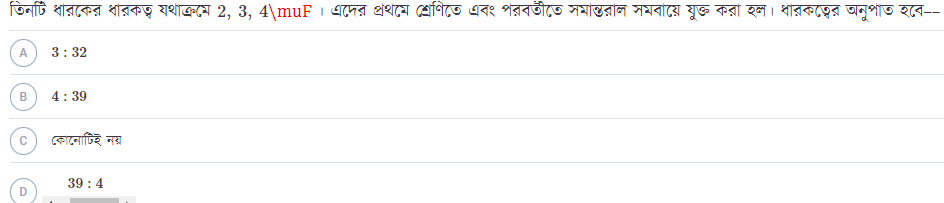 তিনটি ধারকের ধারকত্ব যথাক্রমে 2, 3, 4\muF । এদের প্রথমে শ্রেণিতে এবং পরবর্তীতে সমান্তরাল সমবায়ে যুক্ত করা হল। ধারকত্বের অনুপাত হবে--
A 3 : 32
B 4 : 39
C কোনোটিই নয়
D 39 : 4